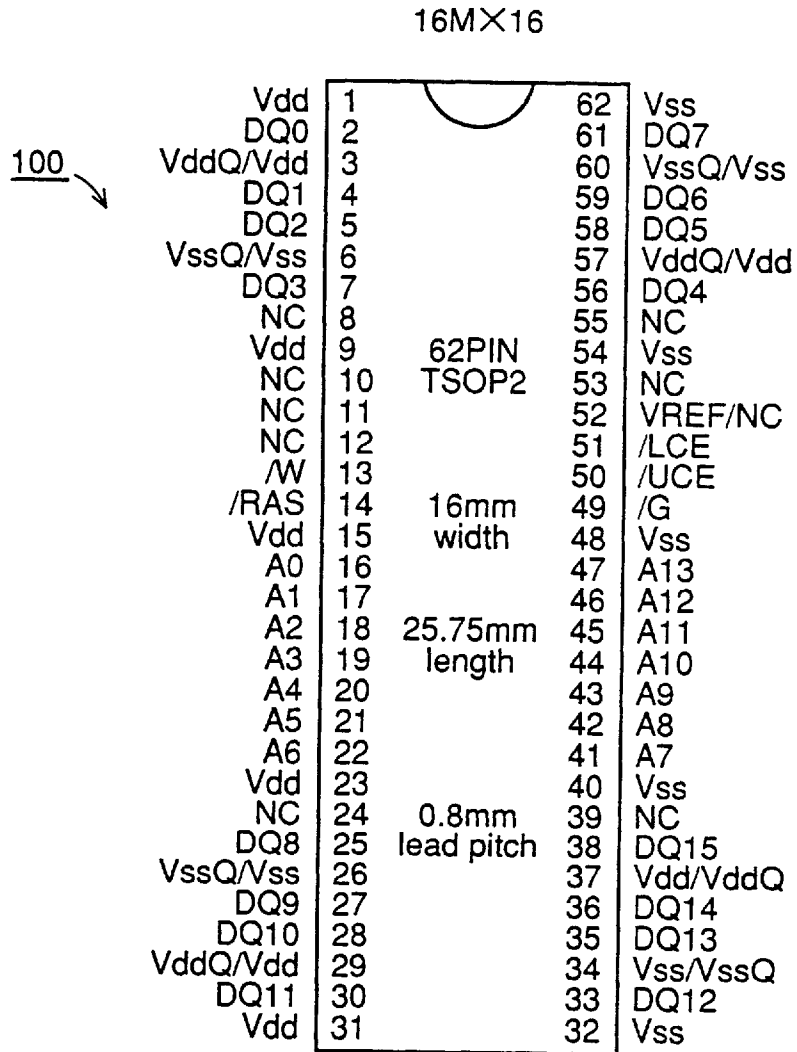 16M×16
Vdd 1 62 Vss
DQ0 2 61 DQ7
100 VddQ/Vdd 3 60 VssQ/Vss
DQ1 4 59 DQ6
DQ2 5 58 DQ5
VssQ/Vss 6 57 VddQ/Vdd
DQ3 7 56 DQ4
NC 8 55 NC
Vdd 9 62PIN 54 Vss
NC 10 TSOP2 53 NC
NC 11 52 VREF/NC
NC 12 51 /LCE
/W 13 50 /UCE
/RAS 14 16mm 49 /G
Vdd 15 width 48 Vss
A0 16 47 A13
A1 17 46 A12
A2 18 25.75mm 45 A11
A3 19 length 44 A10
A4 20 43 A9
A5 21 42 A8
A6 22 41 A7
Vdd 23 40 Vss
NC 24 0.8mm 39 NC
DQ8 25 lead pitch 38 DQ15
VssQ/Vss 26 37 Vdd/VddQ
DQ9 27 36 DQ14
DQ10 28 35 DQ13
VddQ/Vdd 29 34 Vss/VssQ
DQ11 30 33 DQ12
Vdd 31 32 Vss